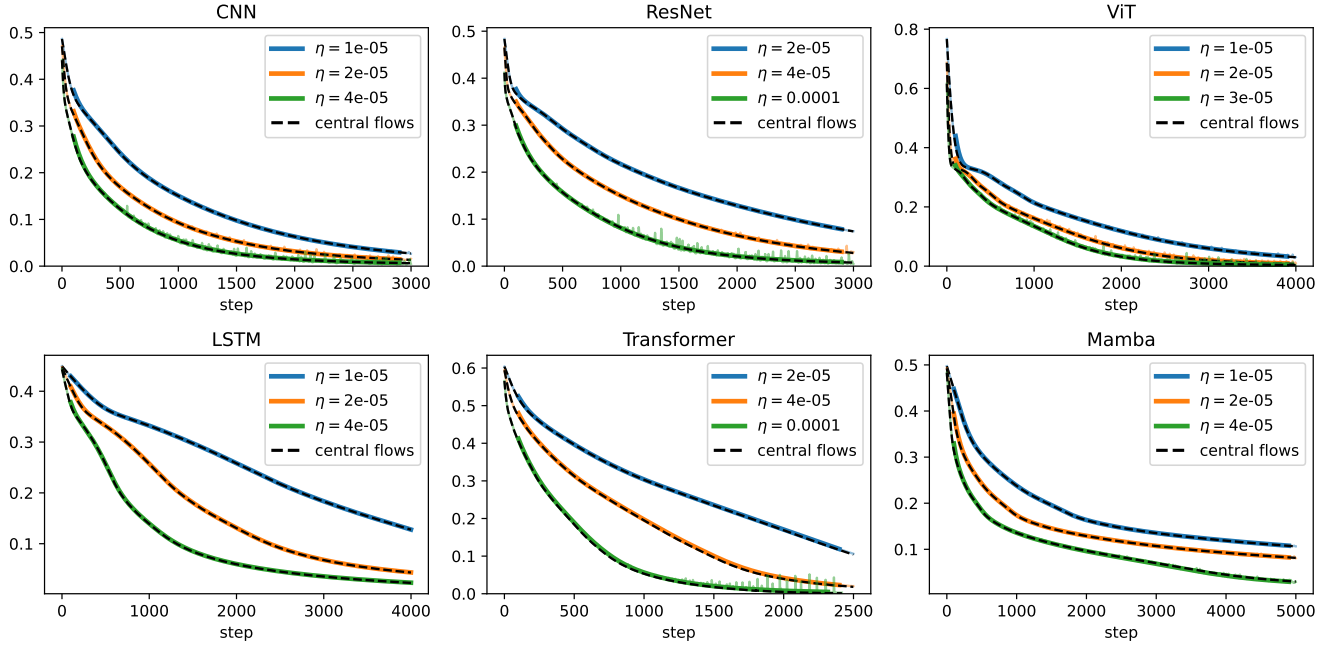 CNN
0.5
0.4
0.3
0.2
0.1
0.0
0 500 1000 1500 2000 2500 3000
step
η = 1e-05
η = 2e-05
η = 4e-05
central flows
ResNet
0.5
0.4
0.3
0.2
0.1
0.0
0 500 1000 1500 2000 2500 3000
step
η = 2e-05
η = 4e-05
η = 0.0001
central flows
ViT
0.8
0.6
0.4
0.2
0.0
0 1000 2000 3000 4000
step
η = 1e-05
η = 2e-05
η = 3e-05
central flows
LSTM
0.4
0.3
0.2
0.1
0 1000 2000 3000 4000
step
η = 1e-05
η = 2e-05
η = 4e-05
central flows
Transformer
0.6
0.5
0.4
0.3
0.2
0.1
0.0
0 500 1000 1500 2000 2500
step
η = 2e-05
η = 4e-05
η = 0.0001
central flows
Mamba
0.5
0.4
0.3
0.2
0.1
0 1000 2000 3000 4000 5000
step
η = 1e-05
η = 2e-05
η = 4e-05
central flows